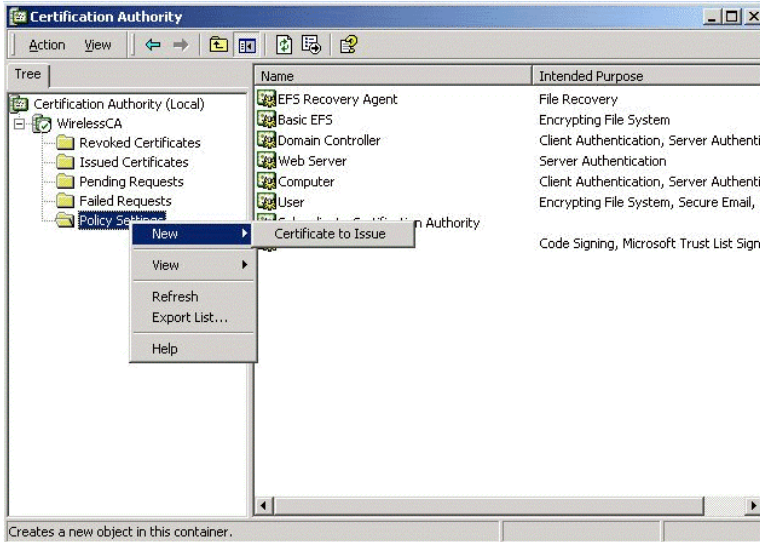 Certification Authority
Action View
Tree
Name Intended Purpose
Certification Authority (Local)
WirelessCA
Revoked Certificates
Issued Certificates
Pending Requests
Failed Requests
Policy Settings
EFS Recovery Agent File Recovery
Basic EFS Encrypting File System
Domain Controller Client Authentication, Server Authenti
Web Server Server Authentication
Computer Client Authentication, Server Authenti
User Encrypting File System, Secure Email,
Authority
Code Signing, Microsoft Trust List Sign
New Certificate to Issue
View
Refresh
Export List...
Help
Creates a new object in this container.